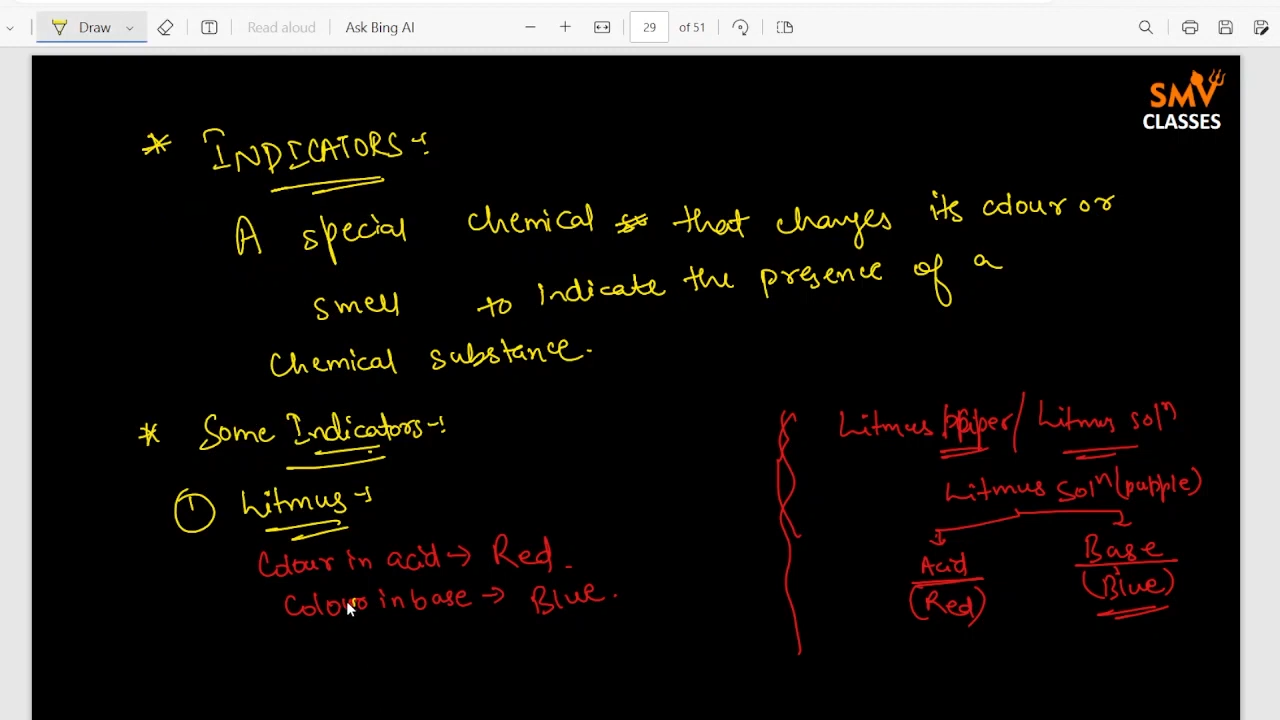 Draw
Read aloud
Ask Bing AI
29 of 51
SMV
CLASSES
* INDICATORS :-
A special chemical that changes its colour or
smell to indicate the presence of a
chemical substance.
* Some Indicators :-
① Litmus →
Colour in acid → Red.
Colour in base → Blue.
Litmus paper / Litmus solⁿ
Litmus solⁿ (purple)
Acid
(Red)
Base
(Blue)